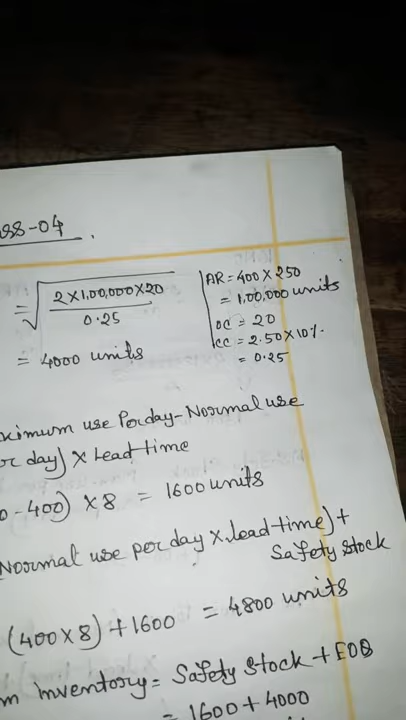 ss-04.
= √(2×1,00,000×20 / 0.25)
AR = 400 × 250
= 1,00,000 units
OC = 20
CC = 2.50 × 10%.
= 0.25
= 4000 units
ximum use Per day - Normal use
r day) × Lead time
0 - 400) × 8 = 1600 units
Normal use per day × lead-time) +
Safety stock
(400×8) + 1600 = 4800 units
m inventory = Safety Stock + EOQ
= 1600 + 4000